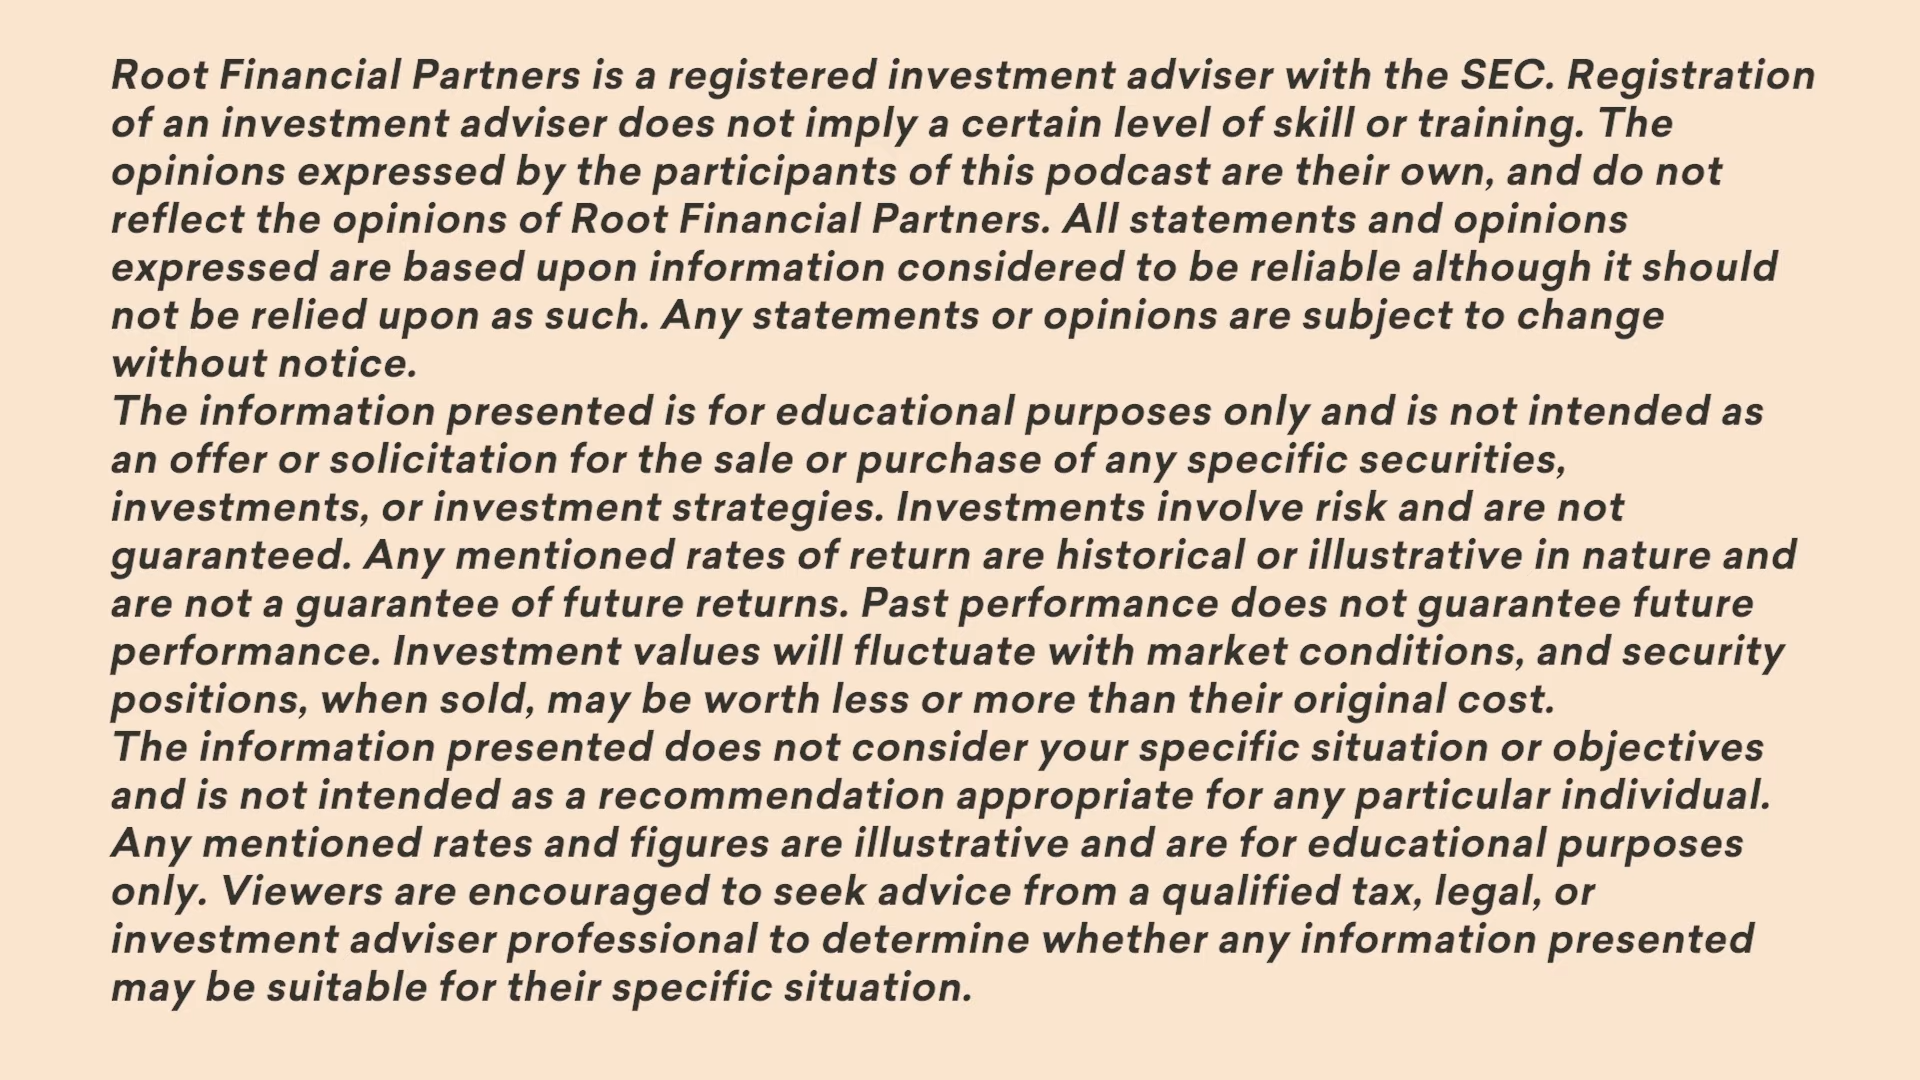 Root Financial Partners is a registered investment adviser with the SEC. Registration
of an investment adviser does not imply a certain level of skill or training. The
opinions expressed by the participants of this podcast are their own, and do not
reflect the opinions of Root Financial Partners. All statements and opinions
expressed are based upon information considered to be reliable although it should
not be relied upon as such. Any statements or opinions are subject to change
without notice.
The information presented is for educational purposes only and is not intended as
an offer or solicitation for the sale or purchase of any specific securities,
investments, or investment strategies. Investments involve risk and are not
guaranteed. Any mentioned rates of return are historical or illustrative in nature and
are not a guarantee of future returns. Past performance does not guarantee future
performance. Investment values will fluctuate with market conditions, and security
positions, when sold, may be worth less or more than their original cost.
The information presented does not consider your specific situation or objectives
and is not intended as a recommendation appropriate for any particular individual.
Any mentioned rates and figures are illustrative and are for educational purposes
only. Viewers are encouraged to seek advice from a qualified tax, legal, or
investment adviser professional to determine whether any information presented
may be suitable for their specific situation.